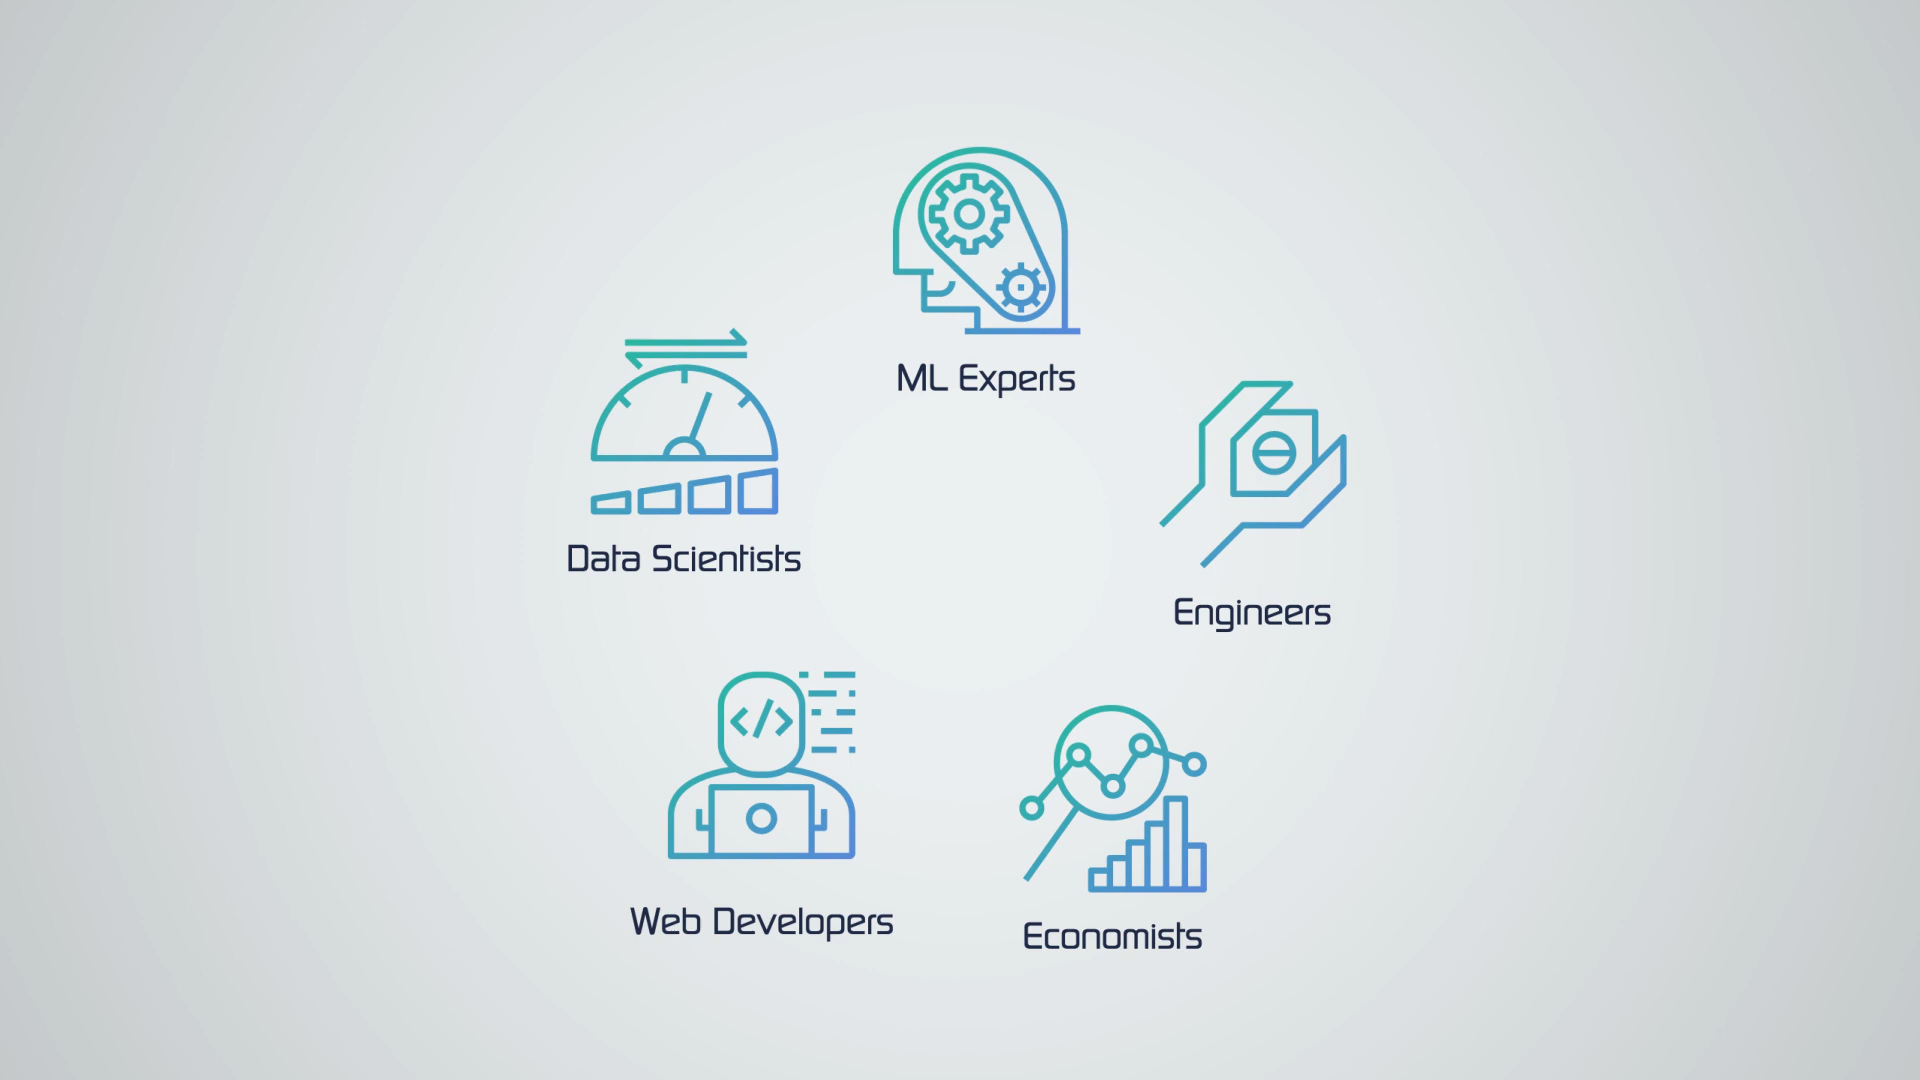 ML Experts
Data Scientists
Engineers
Web Developers
Economists